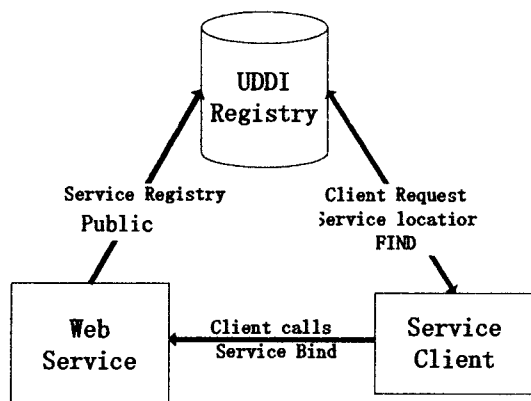 UDDI
Registry
Service Registry
Public
Client Request
Service location
FIND
Web
Service
Client calls
Service Bind
Service
Client